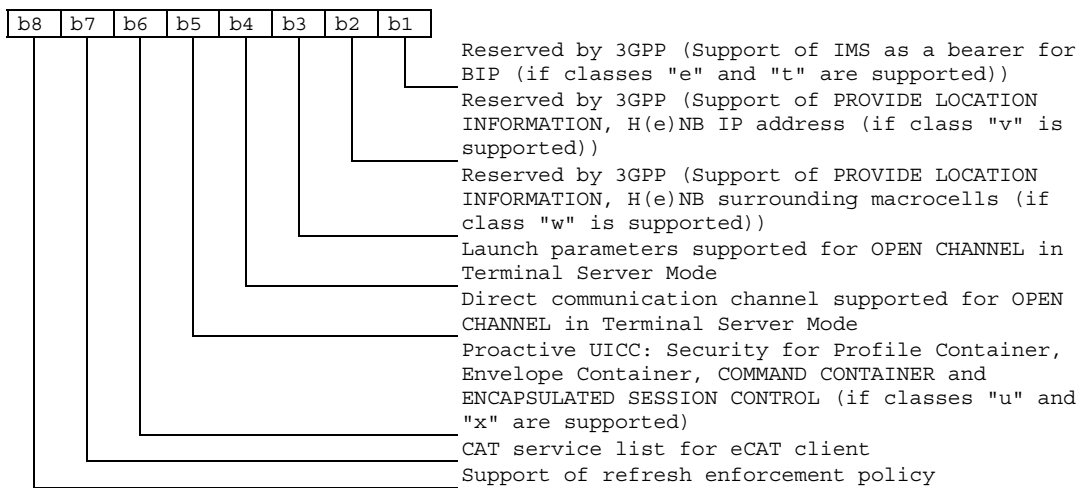 b8 b7 b6 b5 b4 b3 b2 b1
Reserved by 3GPP (Support of IMS as a bearer for
BIP (if classes "e" and "t" are supported))
Reserved by 3GPP (Support of PROVIDE LOCATION
INFORMATION, H(e)NB IP address (if class "v" is
supported))
Reserved by 3GPP (Support of PROVIDE LOCATION
INFORMATION, H(e)NB surrounding macrocells (if
class "w" is supported))
Launch parameters supported for OPEN CHANNEL in
Terminal Server Mode
Direct communication channel supported for OPEN
CHANNEL in Terminal Server Mode
Proactive UICC: Security for Profile Container,
Envelope Container, COMMAND CONTAINER and
ENCAPSULATED SESSION CONTROL (if classes "u" and
"x" are supported)
CAT service list for eCAT client
Support of refresh enforcement policy